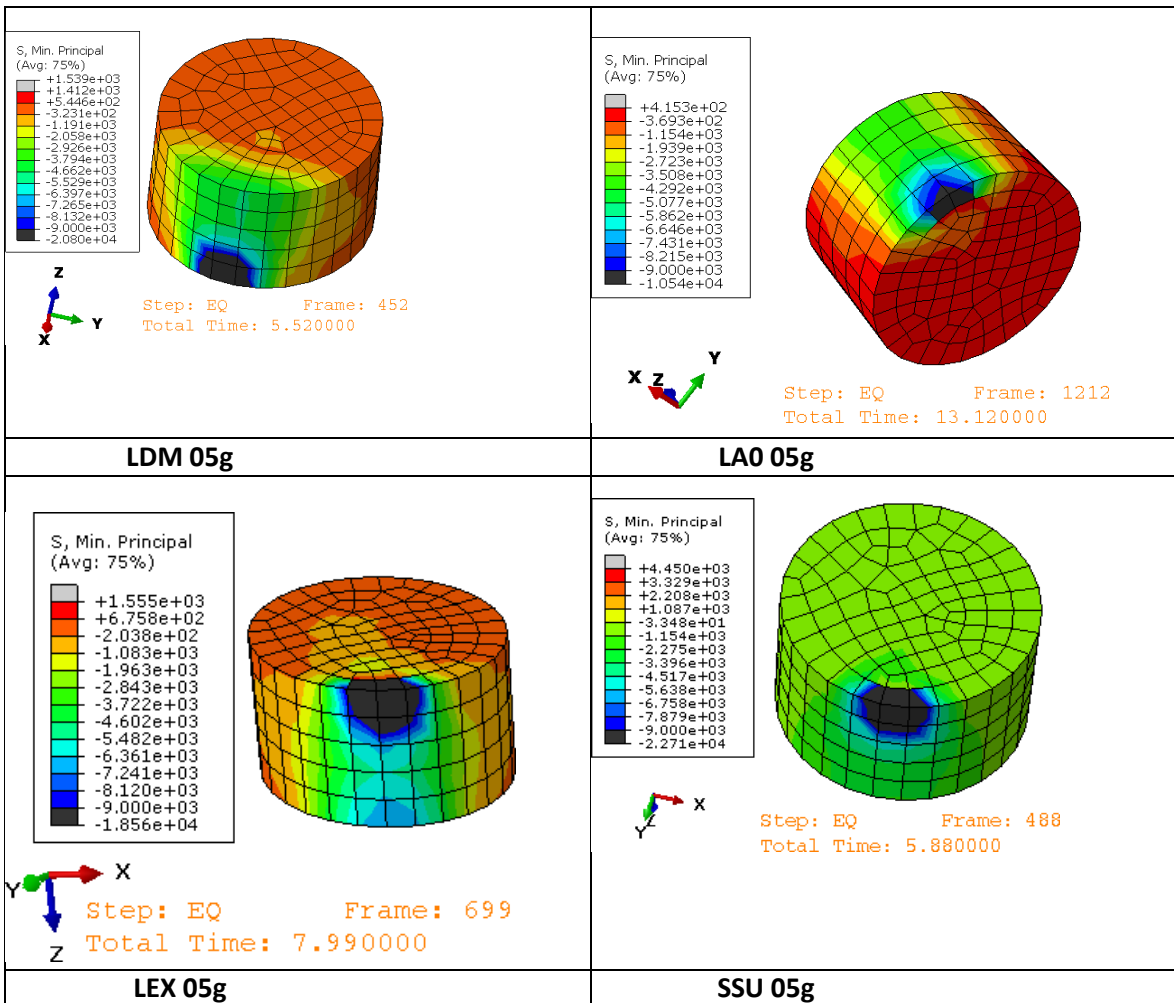 S, Min. Principal
(Avg: 75%)
+1.539e+03
+1.412e+03
+5.446e+02
-3.231e+02
-1.191e+03
-2.058e+03
-2.926e+03
-3.794e+03
-4.662e+03
-5.529e+03
-6.397e+03
-7.265e+03
-8.132e+03
-9.000e+03
-2.080e+04
Z
Y
X
Step: EQ Frame: 452
Total Time: 5.520000
LDM 05g
S, Min. Principal
(Avg: 75%)
+4.153e+02
-3.693e+02
-1.154e+03
-1.939e+03
-2.723e+03
-3.508e+03
-4.292e+03
-5.077e+03
-5.862e+03
-6.646e+03
-7.431e+03
-8.215e+03
-9.000e+03
-1.054e+04
X Z Y
Step: EQ Frame: 1212
Total Time: 13.120000
LA0 05g
S, Min. Principal
(Avg: 75%)
+1.555e+03
+6.758e+02
-2.038e+02
-1.083e+03
-1.963e+03
-2.843e+03
-3.722e+03
-4.602e+03
-5.482e+03
-6.361e+03
-7.241e+03
-8.120e+03
-9.000e+03
-1.856e+04
Y X
Z
Step: EQ Frame: 699
Total Time: 7.990000
LEX 05g
S, Min. Principal
(Avg: 75%)
+4.450e+03
+3.329e+03
+2.208e+03
+1.087e+03
-3.348e+01
-1.154e+03
-2.275e+03
-3.396e+03
-4.517e+03
-5.638e+03
-6.758e+03
-7.879e+03
-9.000e+03
-2.271e+04
X
Y Z
Step: EQ Frame: 488
Total Time: 5.880000
SSU 05g